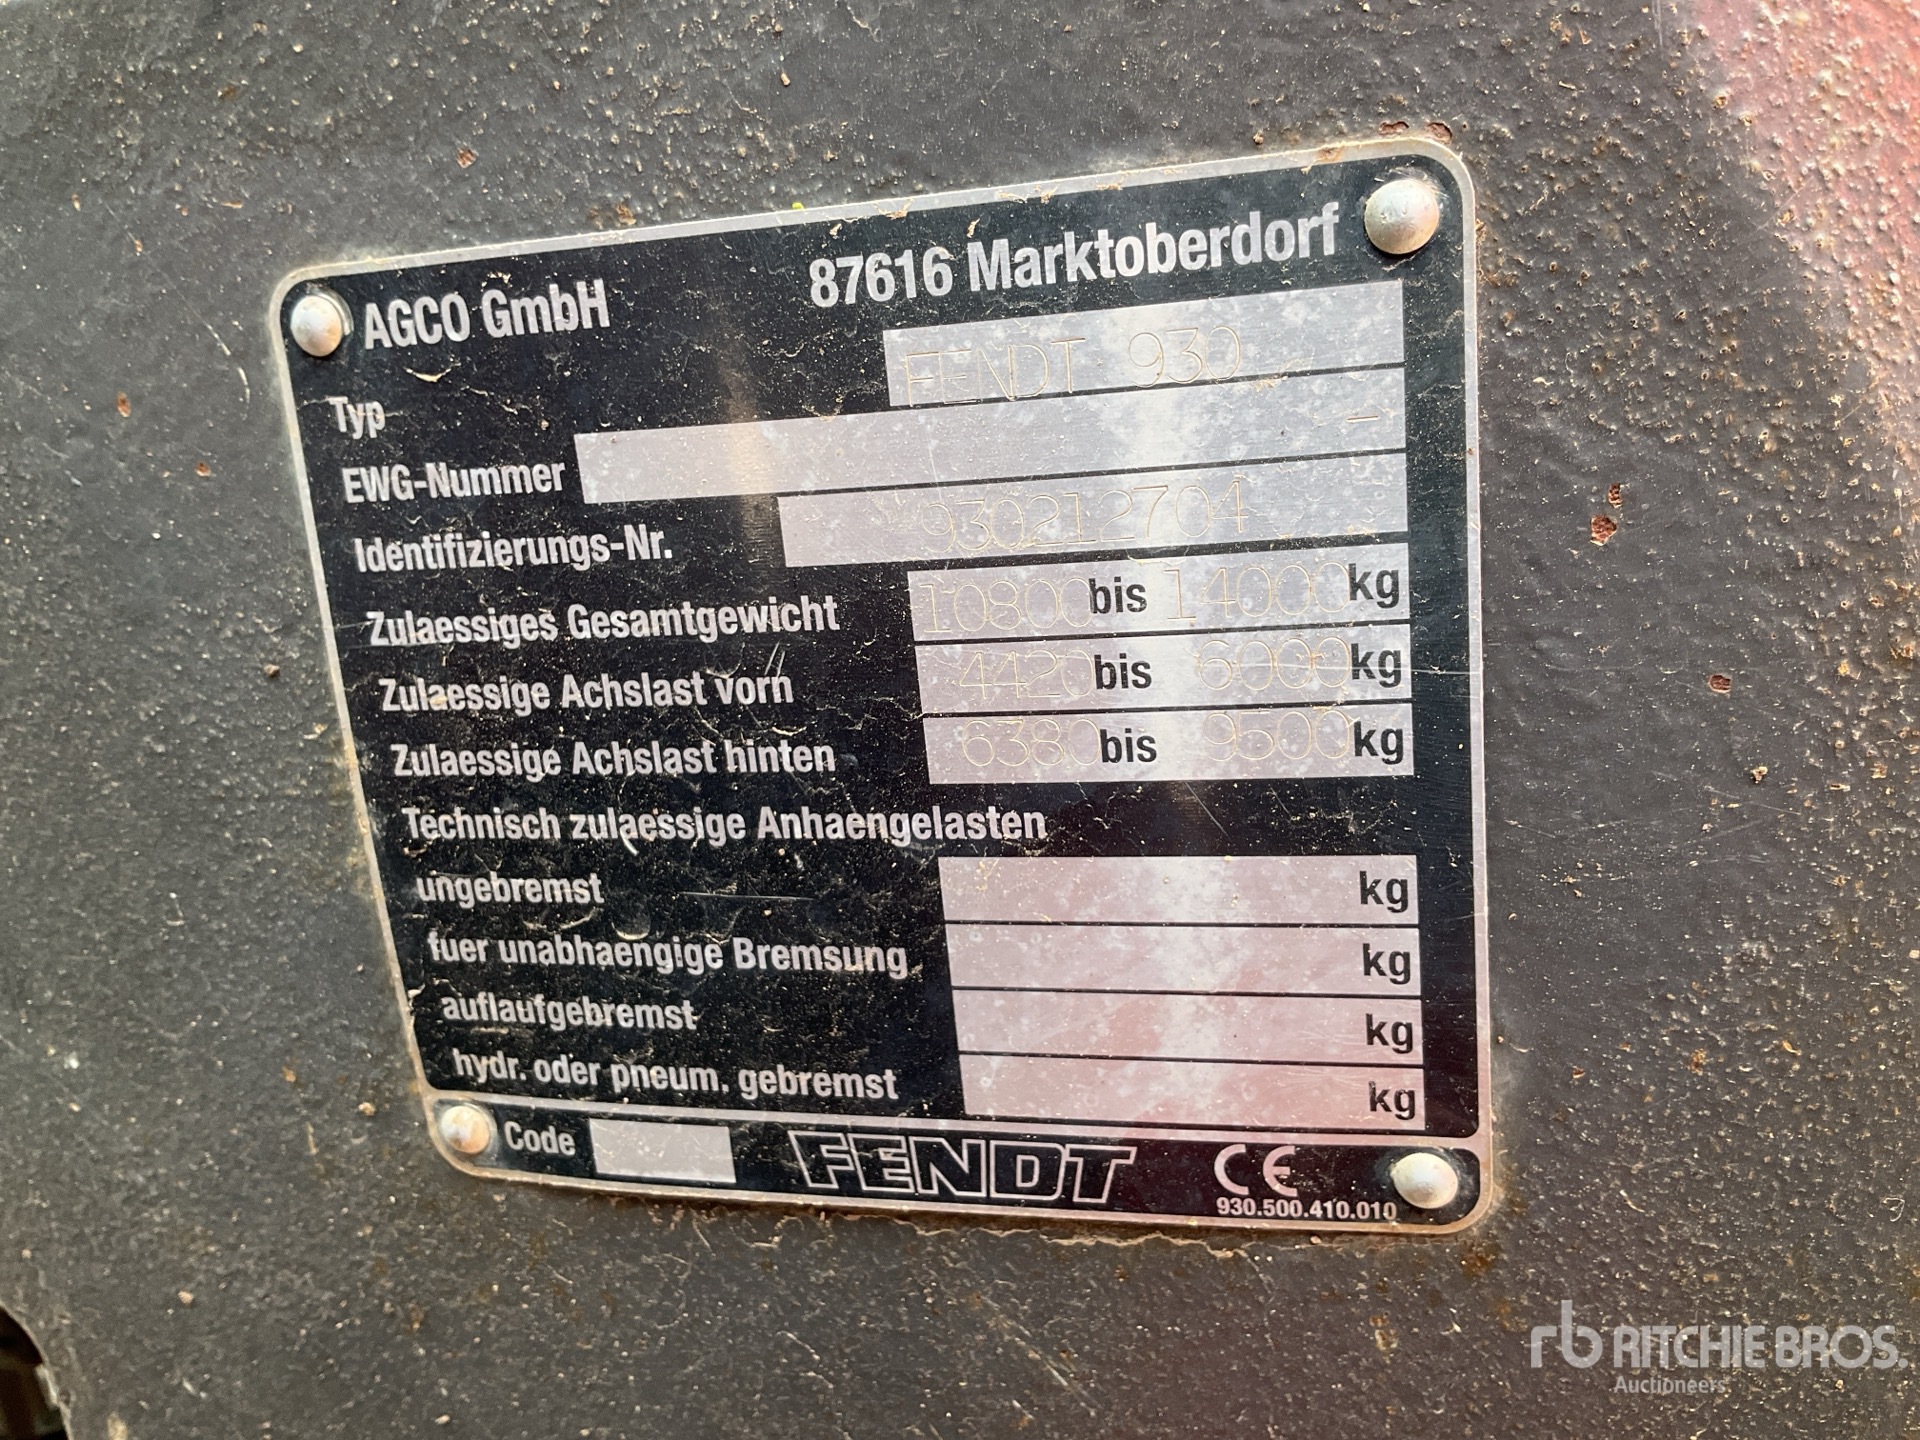 AGCO GmbH 87616 Marktoberdorf
Typ FENDT 930
EWG-Nummer -
Identifizierungs-Nr. 930212704
Zulaessiges Gesamtgewicht 10800 bis 14000 kg
Zulaessige Achslast vorn 4420 bis 6000 kg
Zulaessige Achslast hinten 6380 bis 9500 kg
Technisch zulaessige Anhaengelasten
ungebremst kg
fuer unabhaengige Bremsung kg
auflaufgebremst kg
hydr. oder pneum. gebremst kg
Code FENDT CE
930.500.410.010
rb RITCHIE BROS.
Auctioneers